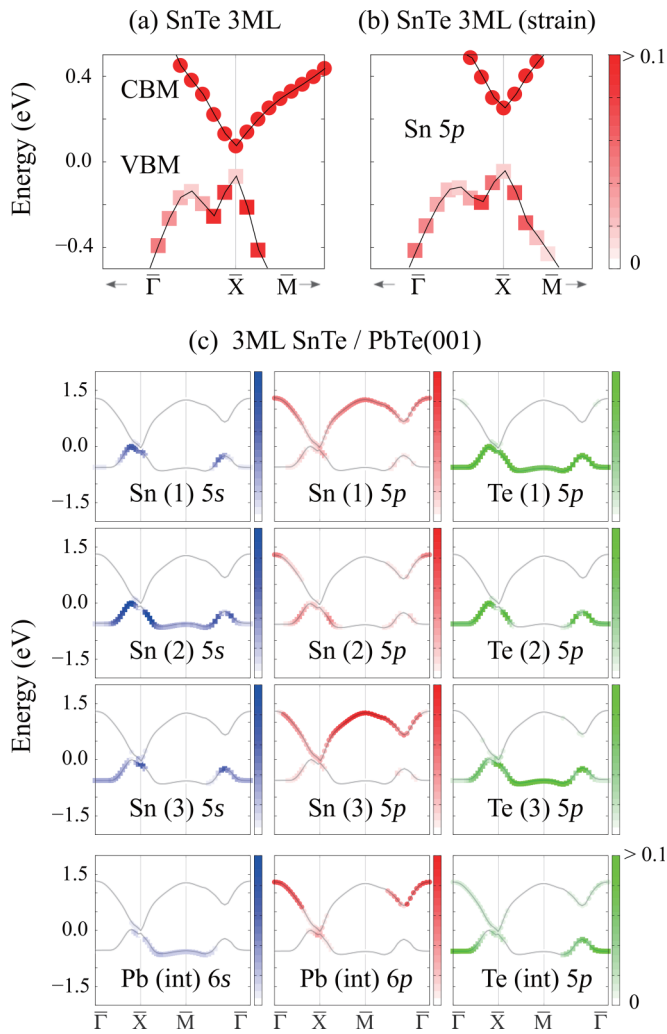 (a) SnTe 3ML (b) SnTe 3ML (strain)
> 0.1
0.4
CBM
Sn 5p
Energy (eV)
0.0
VBM
−0.4
0
Γ̅ X̅ M̅ Γ̅ X̅ M̅
(c) 3ML SnTe / PbTe(001)
1.5
0.0
−1.5
Sn (1) 5s Sn (1) 5p Te (1) 5p
1.5
0.0
−1.5
Sn (2) 5s Sn (2) 5p Te (2) 5p
Energy (eV)
1.5
0.0
−1.5
Sn (3) 5s Sn (3) 5p Te (3) 5p
> 0.1
1.5
0.0
−1.5
Pb (int) 6s Pb (int) 6p Te (int) 5p
0
Γ̅ X̅ M̅ Γ̅ X̅ M̅ Γ̅ X̅ M̅ Γ̅